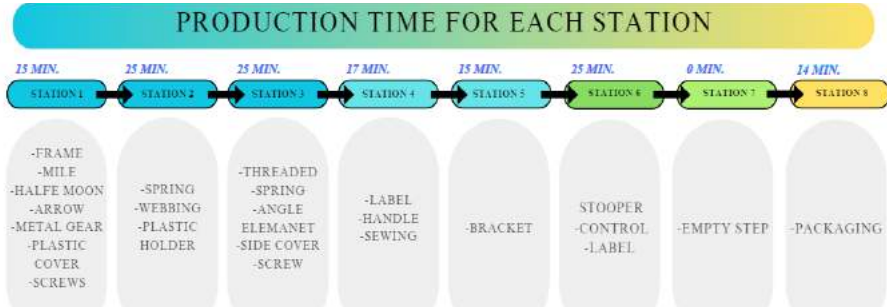 PRODUCTION TIME FOR EACH STATION
15 MIN.
25 MIN.
25 MIN.
17 MIN.
15 MIN.
25 MIN.
0 MIN.
14 MIN.
STATION 1
STATION 2
STATION 3
STATION 4
STATION 5
STATION 6
STATION 7
STATION 8
-FRAME
-MILE
-HALFE MOON
-ARROW
-METAL GEAR
-PLASTIC
COVER
-SCREWS
-SPRING
-WEBBING
-PLASTIC
HOLDER
-THREADED
-SPRING
-ANGLE
ELEMANET
-SIDE COVER
-SCREW
-LABEL
-HANDLE
-SEWING
-BRACKET
STOOPER
-CONTROL
-LABEL
-EMPTY STEP
-PACKAGING